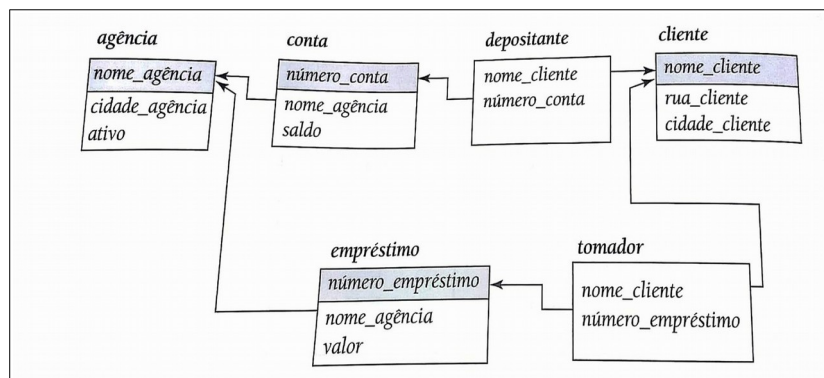 agência
nome_agência
cidade_agência
ativo
conta
número_conta
nome_agência
saldo
depositante
nome_cliente
número_conta
cliente
nome_cliente
rua_cliente
cidade_cliente
empréstimo
número_empréstimo
nome_agência
valor
tomador
nome_cliente
número_empréstimo